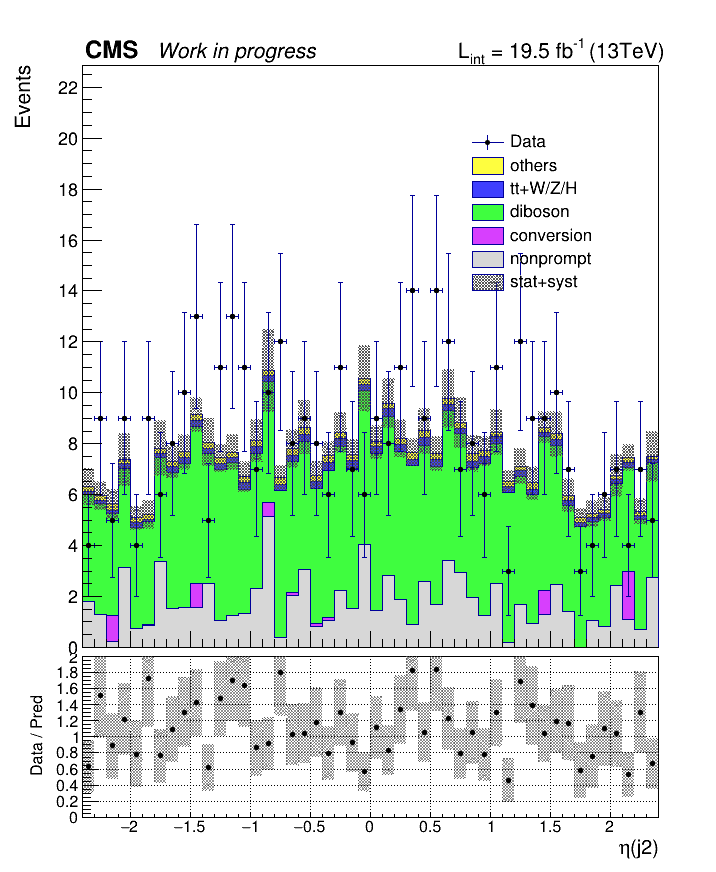 CMS Work in progress L_int = 19.5 fb⁻¹ (13TeV)
Events
22
20
18
16
14
12
10
8
6
4
2
0
Data
others
tt+W/Z/H
diboson
conversion
nonprompt
stat+syst
Data / Pred
2
1.8
1.6
1.4
1.2
1
0.8
0.6
0.4
0.2
0
−2 −1.5 −1 −0.5 0 0.5 1 1.5 2
η(j2)